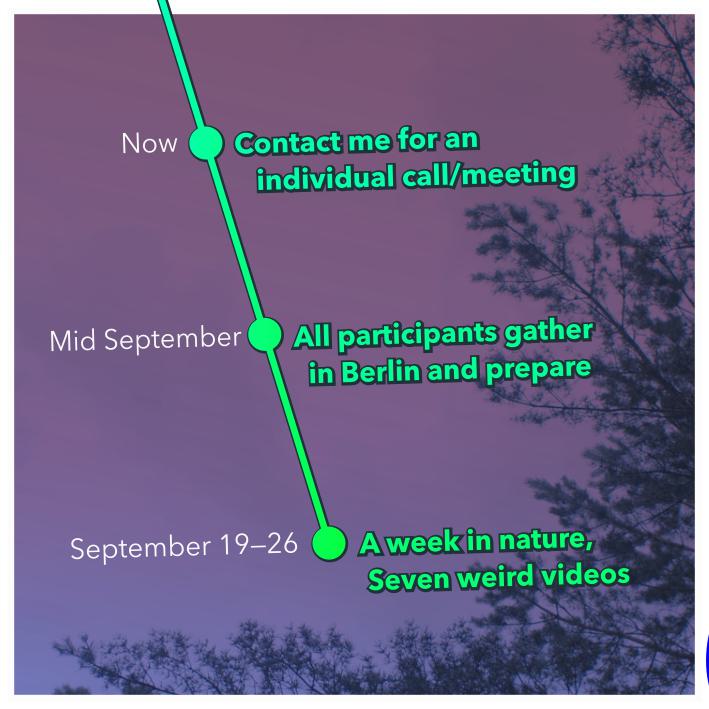 Now
Contact me for an
individual call/meeting
Mid September
All participants gather
in Berlin and prepare
September 19–26
A week in nature,
Seven weird videos